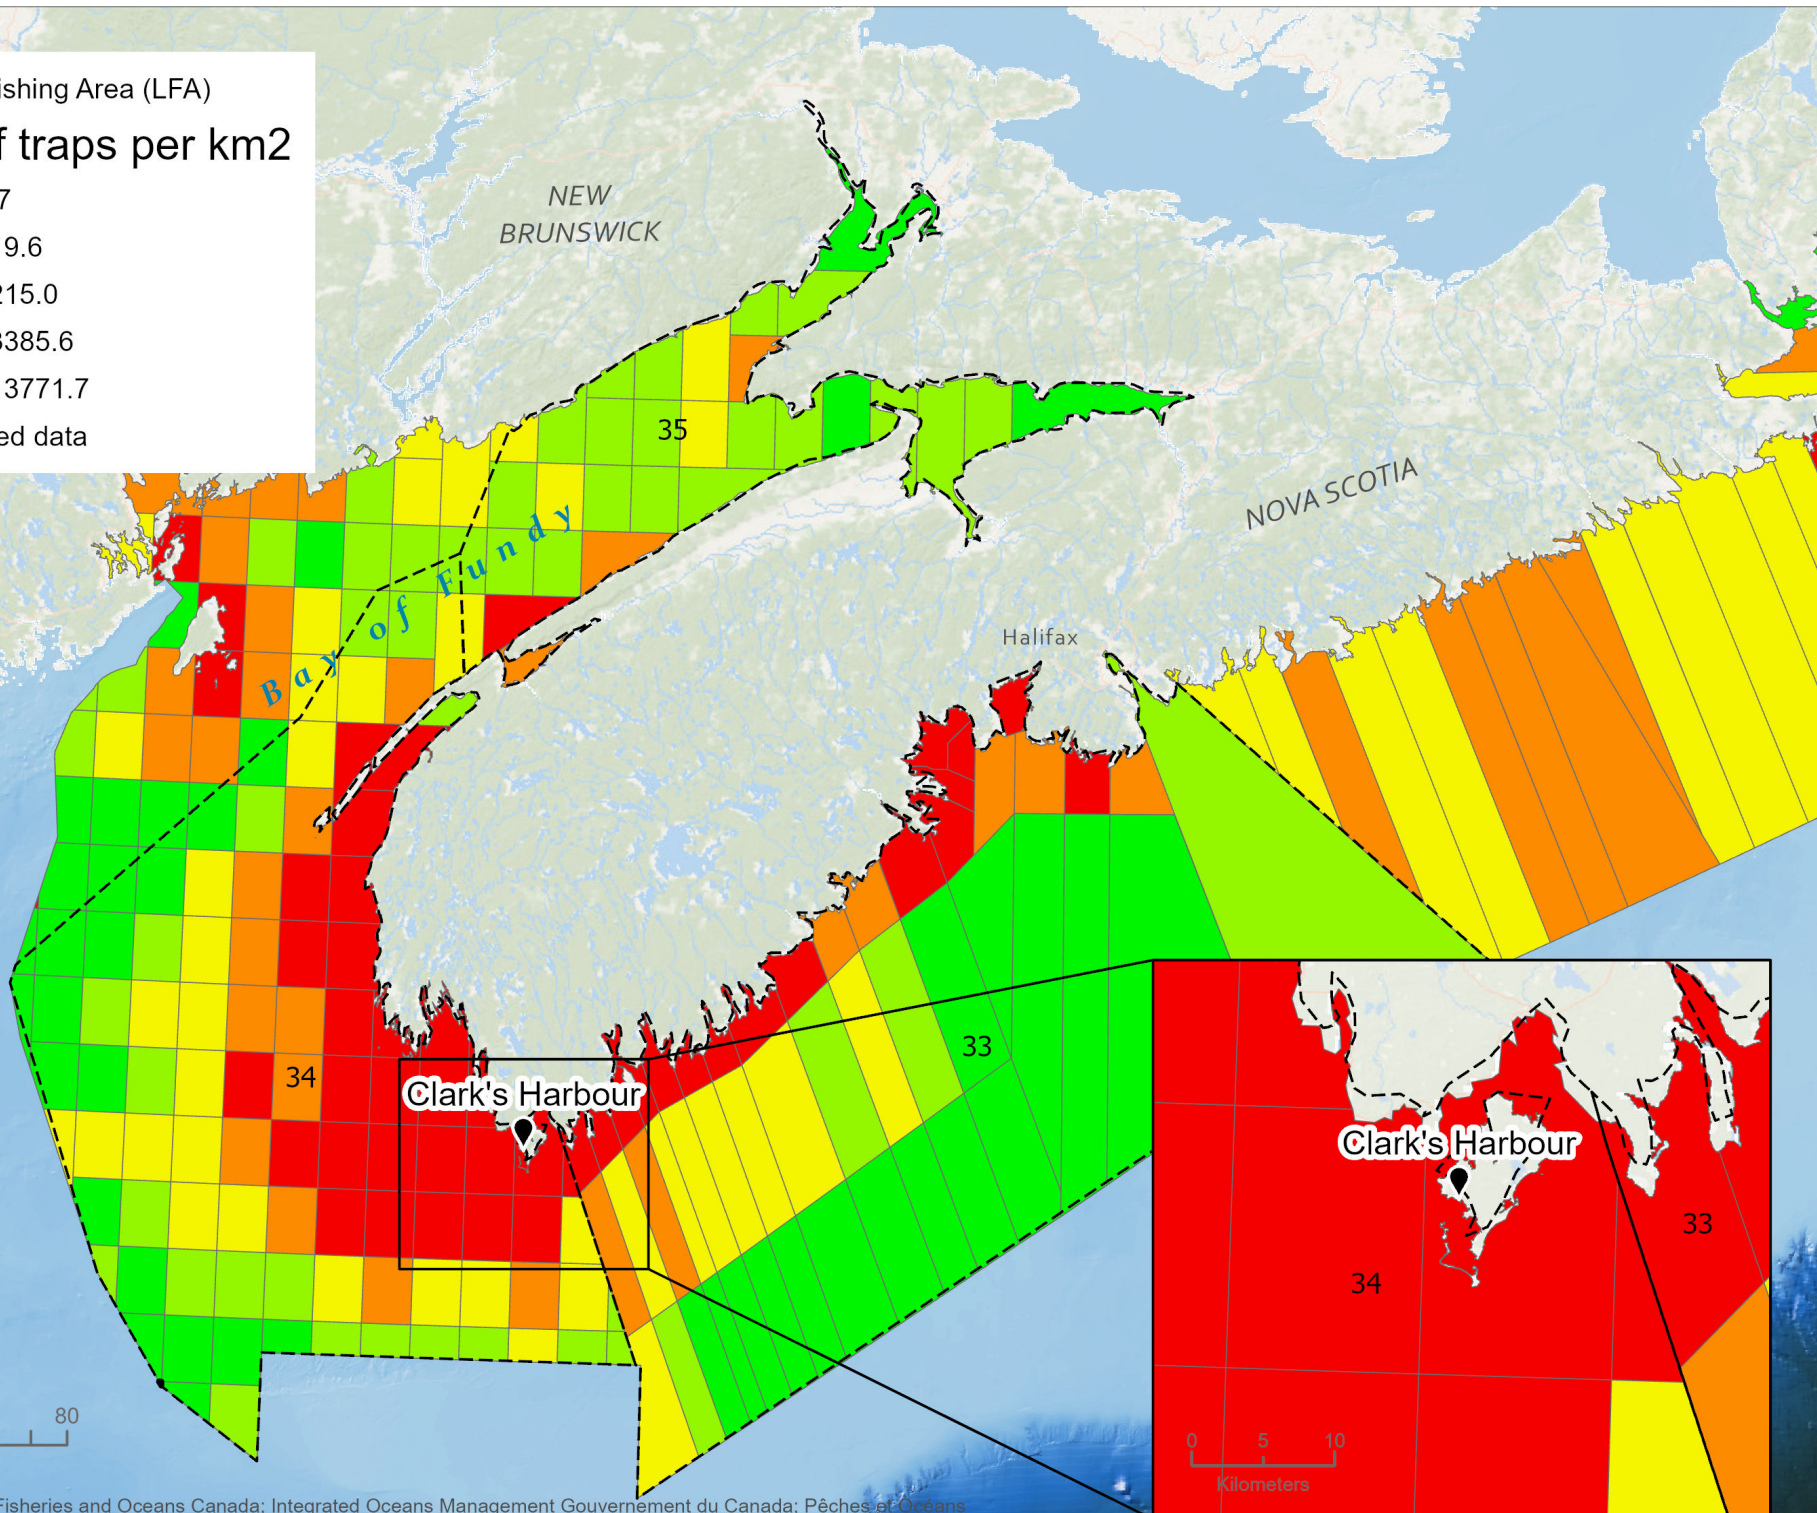 ishing Area (LFA)
f traps per km2
7
9.6
215.0
3385.6
13771.7
ed data
NEW
BRUNSWICK
35
NOVA SCOTIA
Bay of Fundy
Halifax
33
34
Clark's Harbour
Clark's Harbour
33
34
80
0 5 10
Kilometers
Fisheries and Oceans Canada; Integrated Oceans Management Gouvernement du Canada; Pêches et Océans